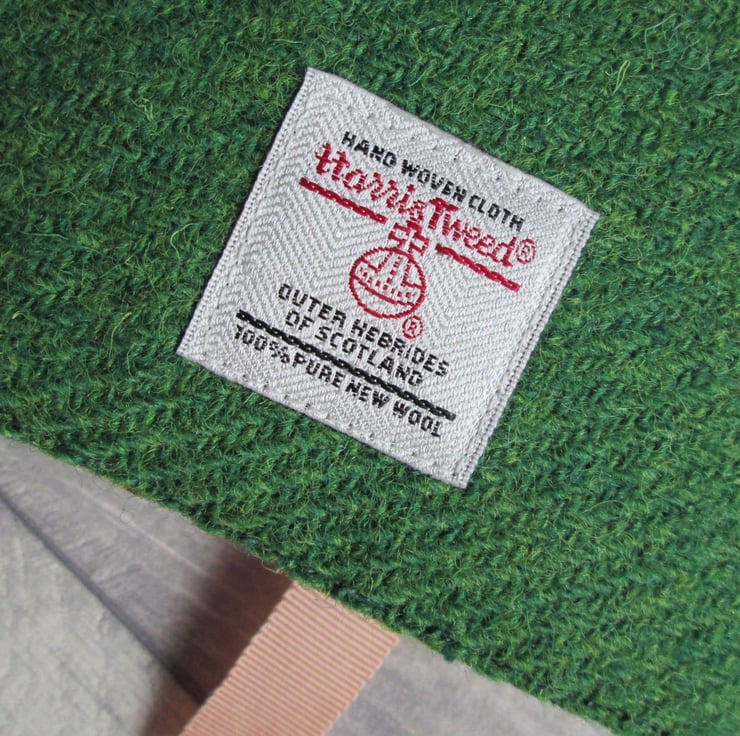 HAND WOVEN CLOTH
Harris Tweed®
®
OUTER HEBRIDES
OF SCOTLAND
100% PURE NEW WOOL